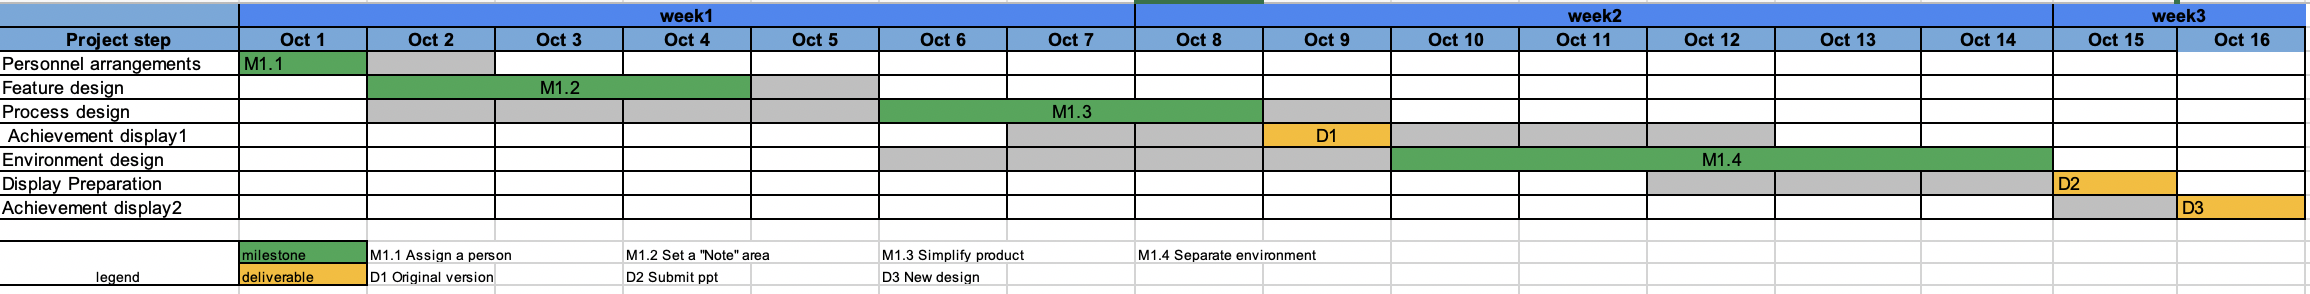 week1 week2 week3
Project step Oct 1 Oct 2 Oct 3 Oct 4 Oct 5 Oct 6 Oct 7 Oct 8 Oct 9 Oct 10 Oct 11 Oct 12 Oct 13 Oct 14 Oct 15 Oct 16
Personnel arrangements M1.1
Feature design M1.2
Process design M1.3
Achievement display1 D1
Environment design M1.4
Display Preparation D2
Achievement display2 D3
milestone M1.1 Assign a person M1.2 Set a "Note" area M1.3 Simplify product M1.4 Separate environment
legend deliverable D1 Original version D2 Submit ppt D3 New design